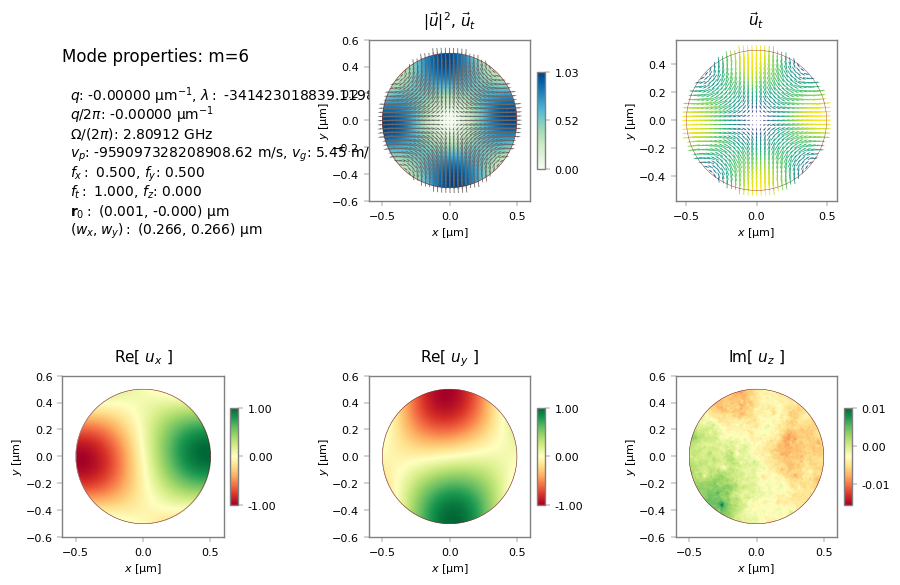 Mode properties: m=6
q: -0.00000 μm⁻¹, λ: -341423018839.1198
q/2π: -0.00000 μm⁻¹
Ω/(2π): 2.80912 GHz
v_p: -959097328208908.62 m/s, v_g: 5.45 m/
f_x: 0.500, f_y: 0.500
f_t: 1.000, f_z: 0.000
r₀: (0.001, -0.000) μm
(w_x, w_y): (0.266, 0.266) μm
|u⃗|², u⃗_t
0.6
0.4
0.2
0.0
−0.2
−0.4
−0.6
y [μm]
−0.5
0.0
0.5
x [μm]
1.03
0.52
0.00
u⃗_t
0.4
0.2
0.0
−0.2
−0.4
y [μm]
−0.5
0.0
0.5
x [μm]
Re[ u_x ]
0.6
0.4
0.2
0.0
−0.2
−0.4
−0.6
y [μm]
−0.5
0.0
0.5
x [μm]
1.00
0.00
-1.00
Re[ u_y ]
0.6
0.4
0.2
0.0
−0.2
−0.4
−0.6
y [μm]
−0.5
0.0
0.5
x [μm]
1.00
0.00
-1.00
Im[ u_z ]
0.6
0.4
0.2
0.0
−0.2
−0.4
−0.6
y [μm]
−0.5
0.0
0.5
x [μm]
0.01
0.00
-0.01